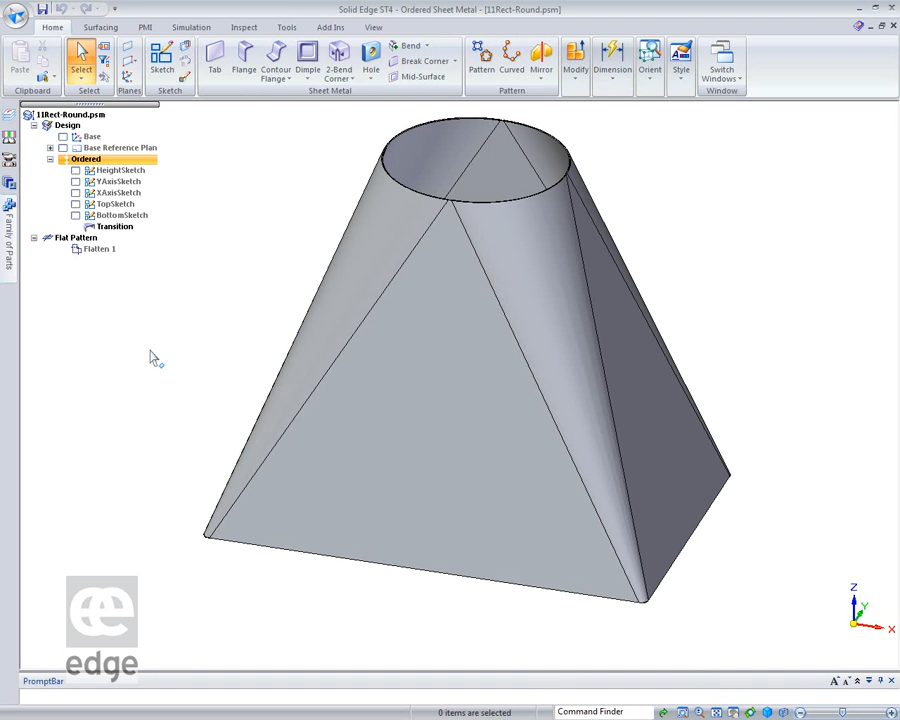 Solid Edge ST4 - Ordered Sheet Metal - [11Rect-Round.psm]
Home Surfacing PMI Simulation Inspect Tools Add Ins View
Paste
Clipboard
Select
Select
Planes
Sketch
Sketch
Tab
Flange
Contour Flange
Dimple
2-Bend Corner
Hole
Bend
Break Corner
Mid-Surface
Sheet Metal
Pattern
Curved
Mirror
Pattern
Modify
Dimension
Orient
Style
Switch Windows
Window
11Rect-Round.psm
Design
Base
Base Reference Plan
Ordered
HeightSketch
YAxisSketch
XAxisSketch
TopSketch
BottomSketch
Transition
Flat Pattern
Flatten 1
Family of Parts
Z
Y
X
edge
PromptBar
0 items are selected
Command Finder